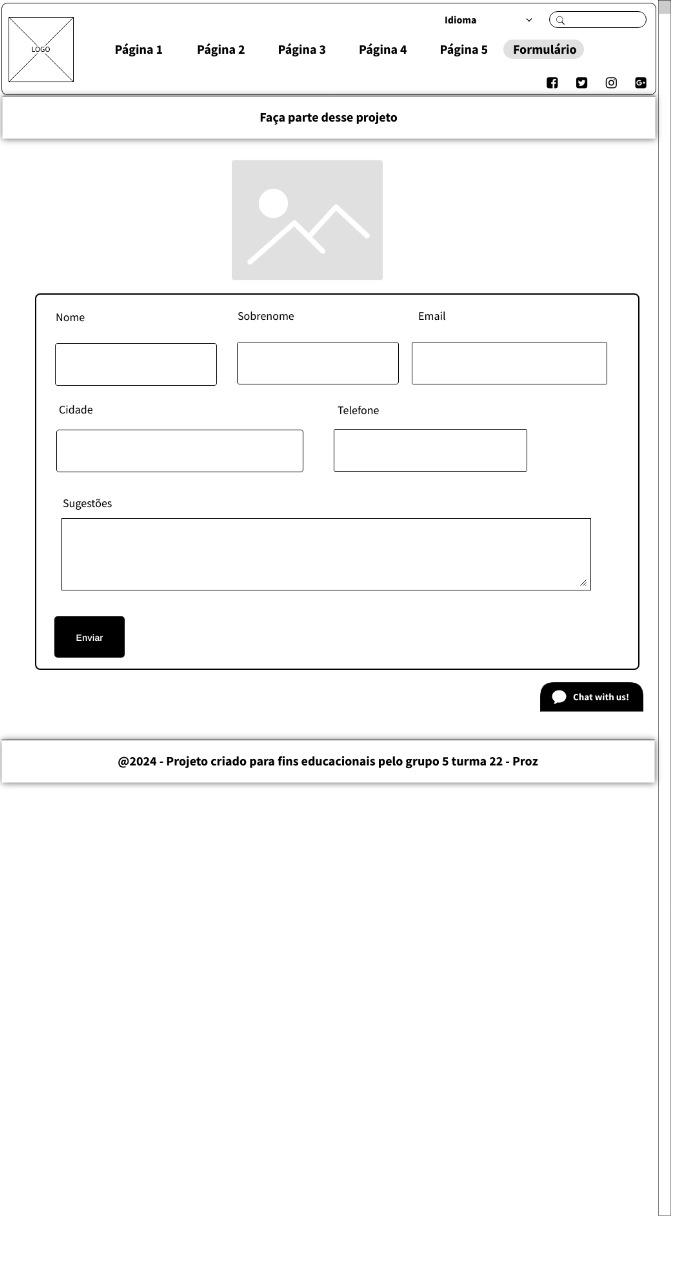 Idioma
LOGO
Página 1 Página 2 Página 3 Página 4 Página 5 Formulário
Faça parte desse projeto
Nome Sobrenome Email
Cidade Telefone
Sugestões
Enviar
Chat with us!
@2024 - Projeto criado para fins educacionais pelo grupo 5 turma 22 - Proz